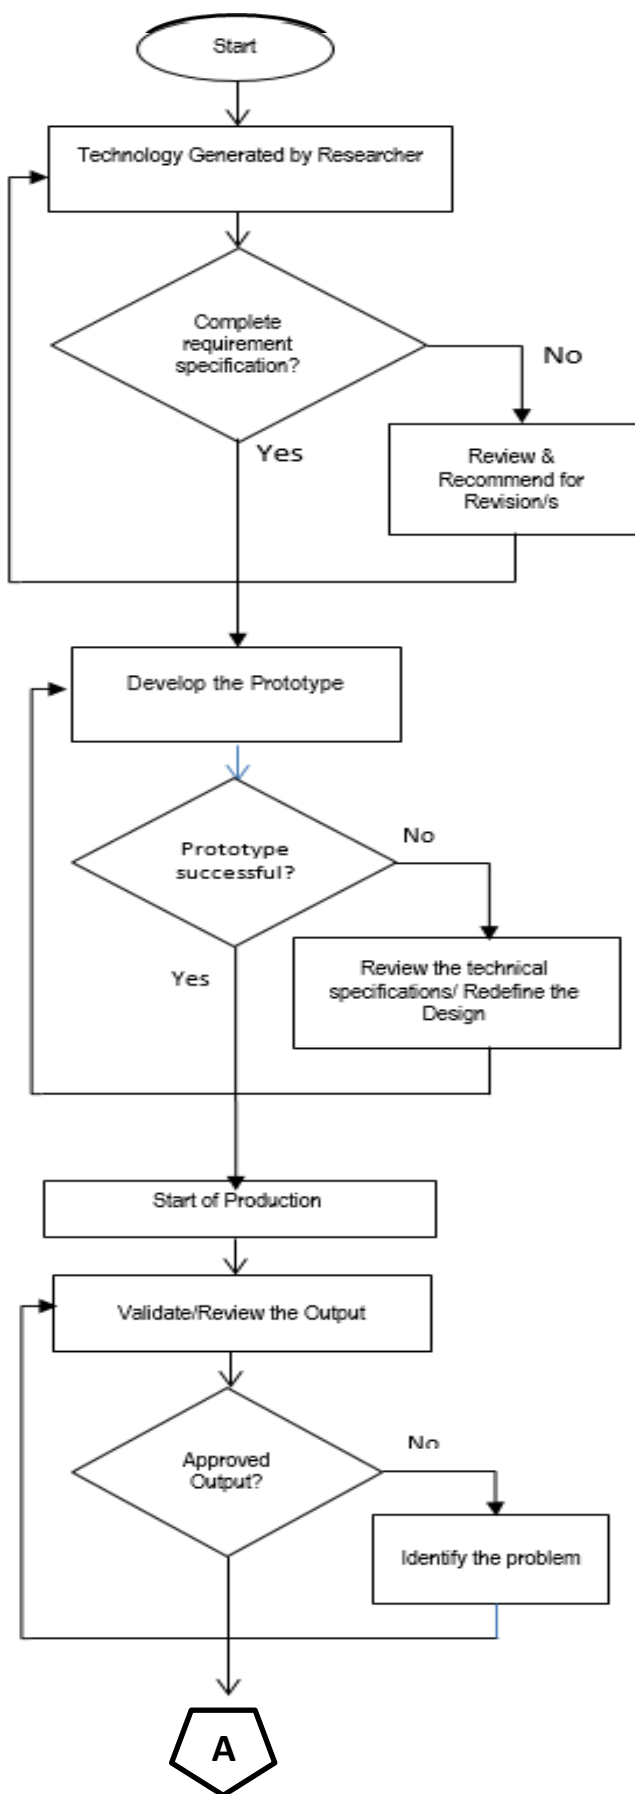 Start
Technology Generated by Researcher
Complete
requirement
specification?
No
Yes
Review &
Recommend for
Revision/s
Develop the Prototype
Prototype
successful?
No
Yes
Review the technical
specifications/ Redefine the
Design
Start of Production
Validate/Review the Output
Approved
Output?
No
Identify the problem
A